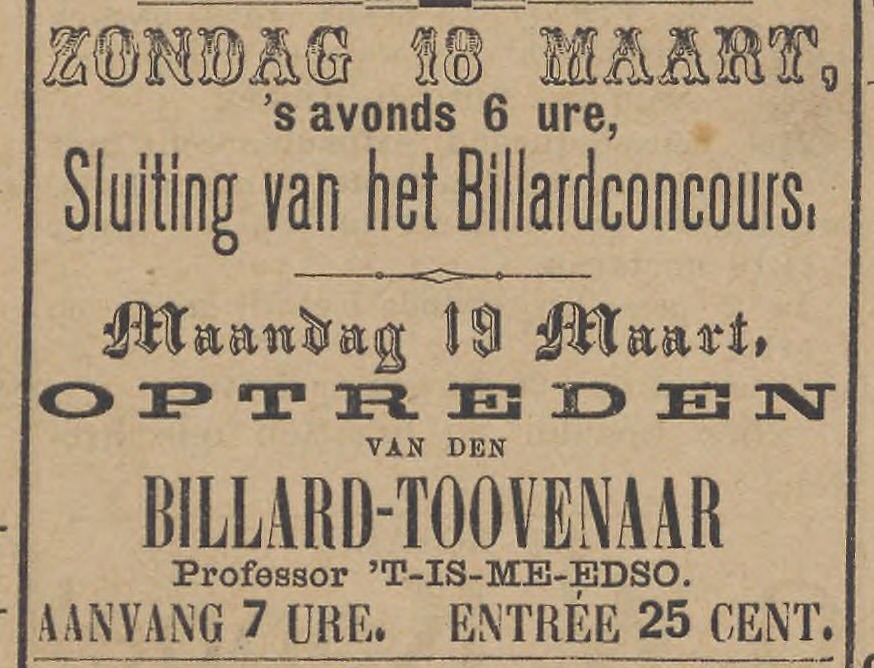 ZONDAG 18 MAART,
's avonds 6 ure,
Sluiting van het Billardconcours.
Maandag 19 Maart,
OPTREDEN
VAN DEN
BILLARD-TOOVENAAR
Professor 'T-IS-ME-EDSO.
AANVANG 7 URE. ENTRÉE 25 CENT.